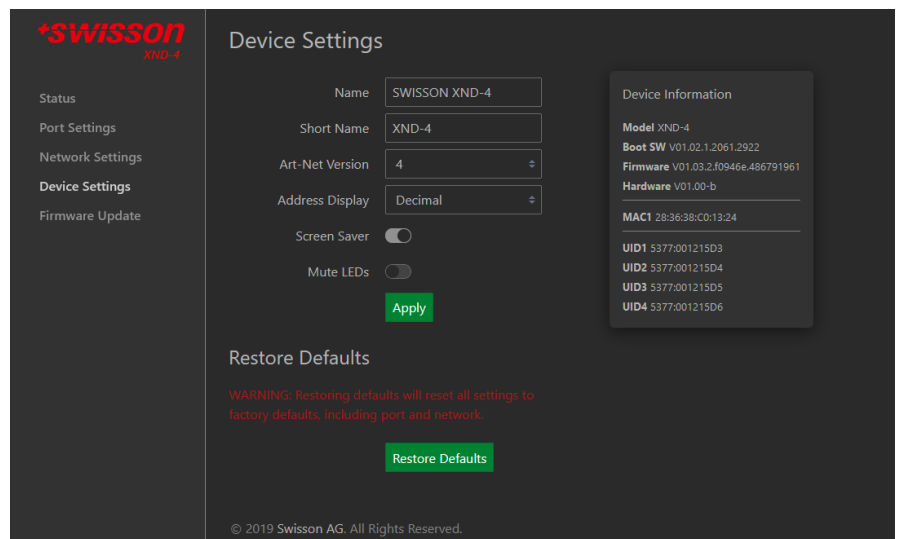 +swisson
XND-4
Status
Port Settings
Network Settings
Device Settings
Firmware Update
Device Settings
Name SWISSON XND-4
Short Name XND-4
Art-Net Version 4
Address Display Decimal
Screen Saver
Mute LEDs
Apply
Restore Defaults
WARNING: Restoring defaults will reset all settings to
factory defaults, including port and network.
Restore Defaults
© 2019 Swisson AG. All Rights Reserved.
Device Information
Model XND-4
Boot SW V01.02.1.2061.2922
Firmware V01.03.2.f0946e.486791961
Hardware V01.00-b
MAC1 28:36:38:C0:13:24
UID1 5377:001215D3
UID2 5377:001215D4
UID3 5377:001215D5
UID4 5377:001215D6